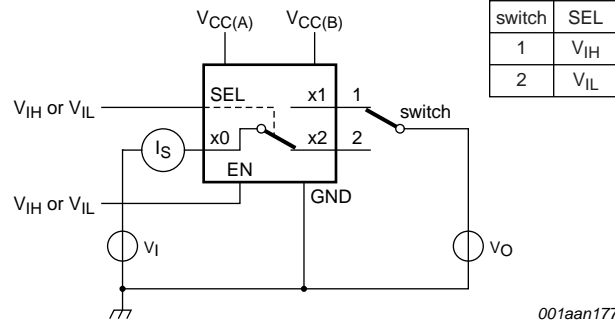 VCC(A) VCC(B)
switch SEL
1 VIH
2 VIL
VIH or VIL SEL x1 1 switch
IS x0 x2 2
EN
VIH or VIL GND
VI VO
001aan177